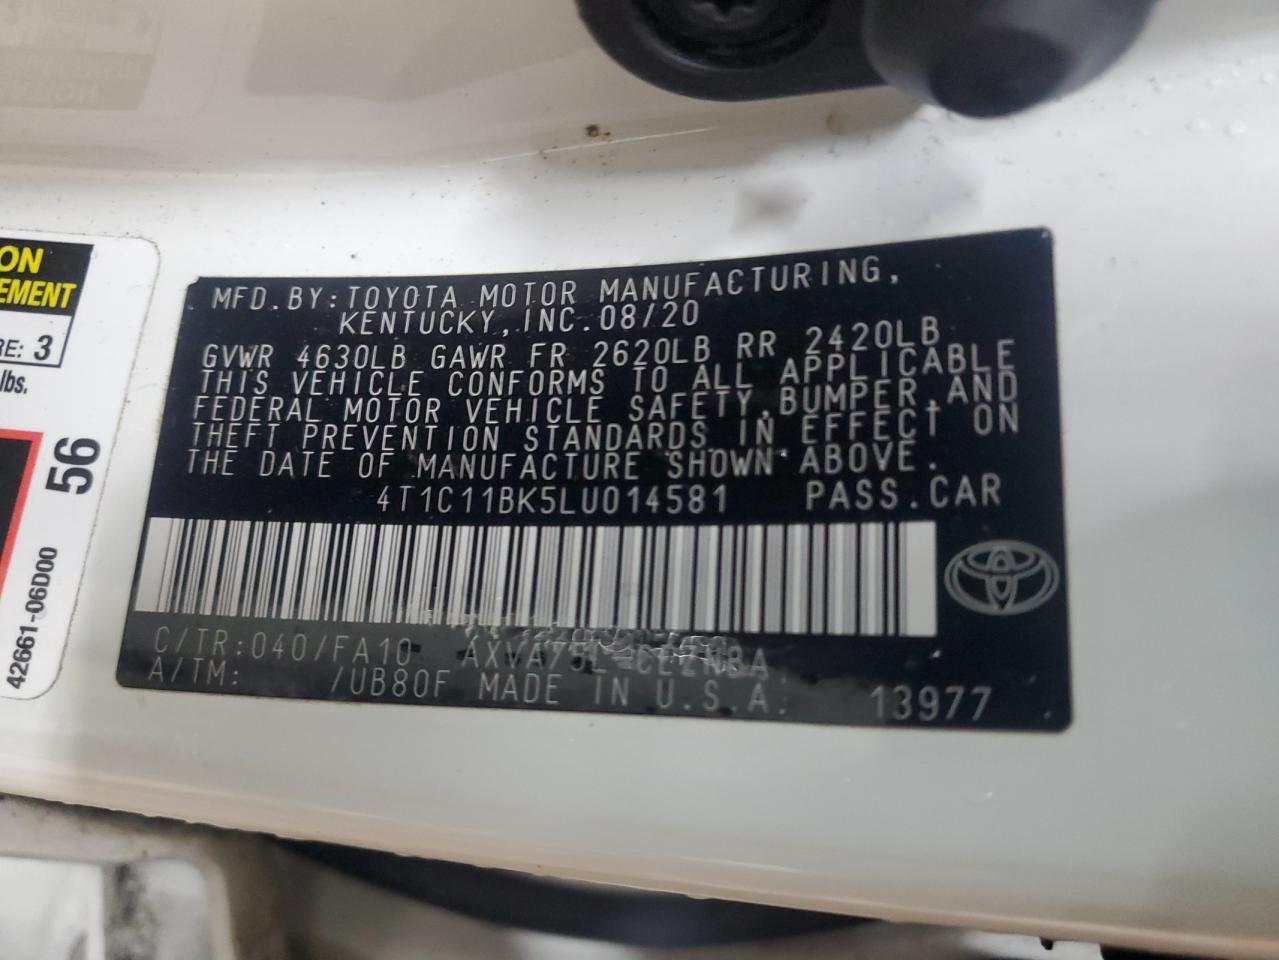 ON
EMENT
RE: 3
lbs.
56
42661-06D00
MFD.BY:TOYOTA MOTOR MANUFACTURING,
KENTUCKY,INC.08/20
GVWR 4630LB GAWR FR 2620LB RR 2420LB
THIS VEHICLE CONFORMS TO ALL APPLICABLE
FEDERAL MOTOR VEHICLE SAFETY,BUMPER,AND
THEFT PREVENTION STANDARDS IN EFFECT ON
THE DATE OF MANUFACTURE SHOWN ABOVE.
4T1C11BK5LU014581 PASS.CAR
C/TR:040/FA10
A/TM: /UB80F MADE IN U.S.A. 13977